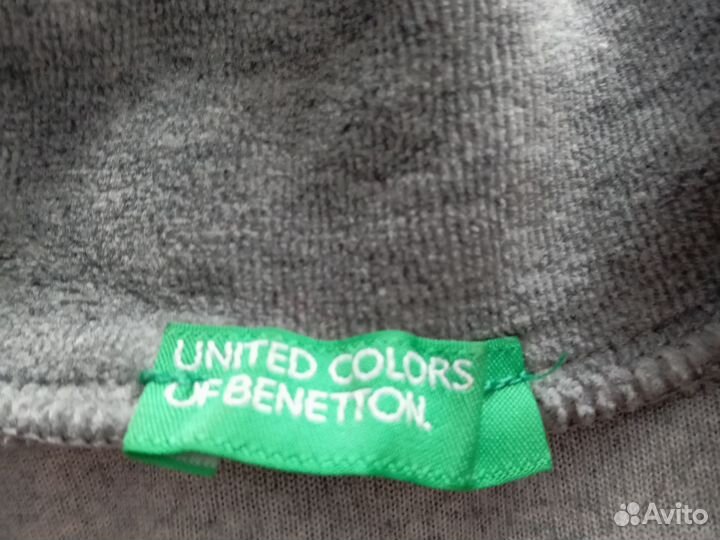 UNITED COLORS
OF BENETTON.
Avito